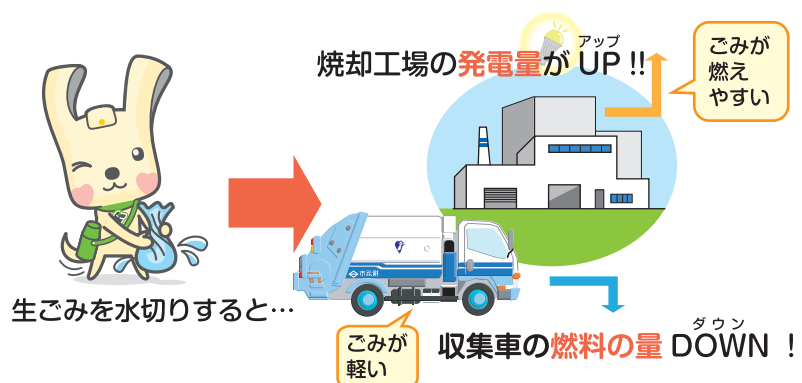 アップ
焼却工場の発電量が UP !!
ごみが
燃え
やすい
生ごみを水切りすると…
ごみが
軽い
ダウン
収集車の燃料の量 DOWN !